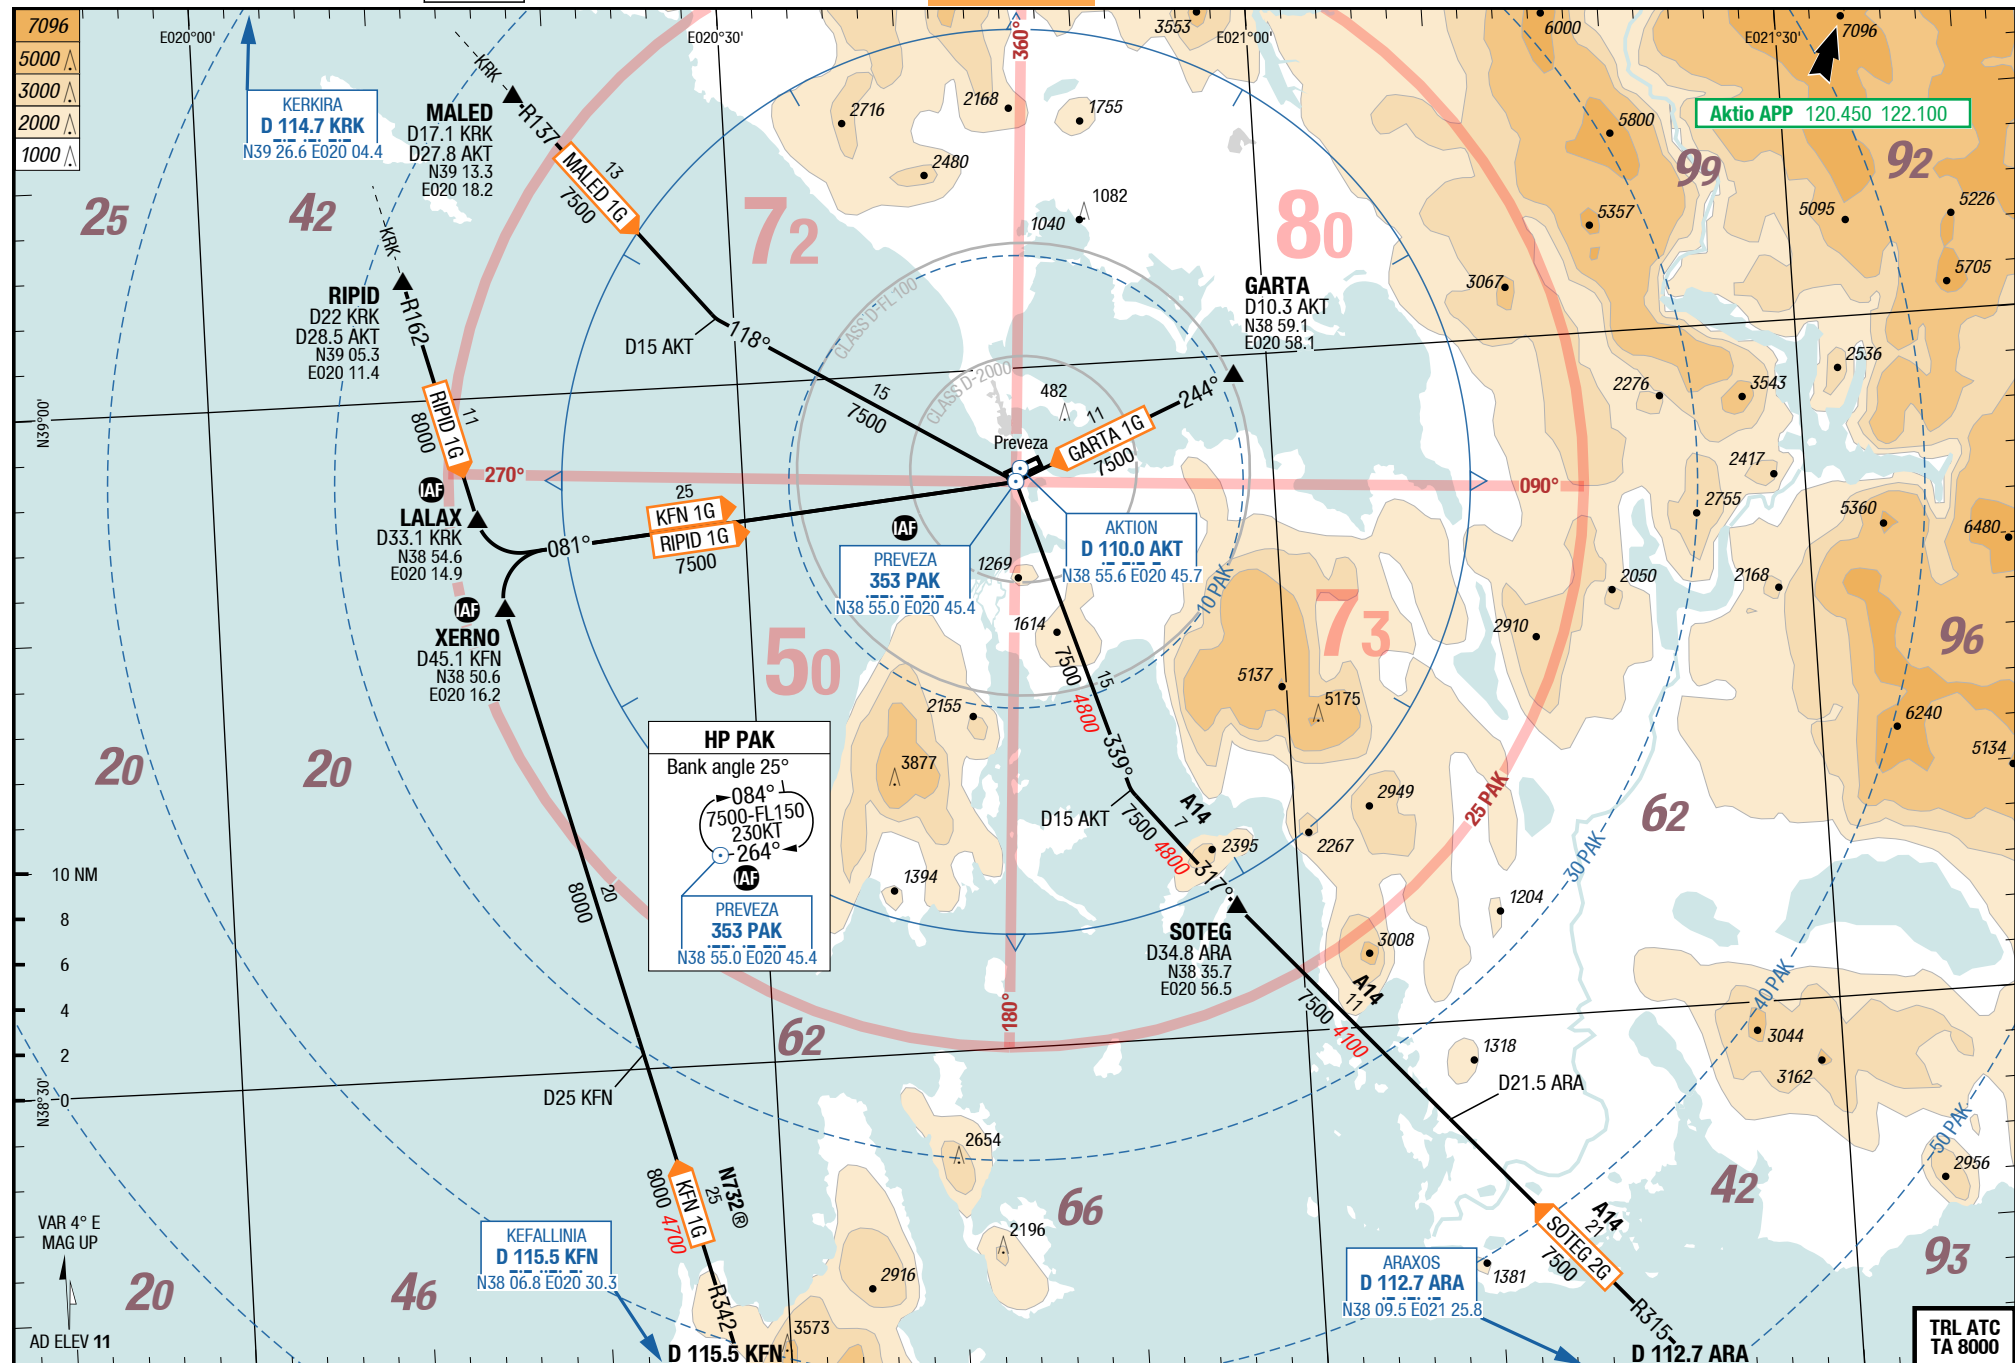 7096
5000
3000
2000
1000
E020°00'
E020°30'
E021°00'
E021°30'
360°
3553
6000
7096
KERKIRA
D 114.7 KRK
N39 26.6 E020 04.4
KRK
MALED
D17.1 KRK
D27.8 AKT
N39 13.3
E020 18.2
R137
MALED 1G
13
7500
2716
2168
1755
2480
1082
1040
Aktio APP 120.450 122.100
5800
5357
5095
5226
5705
3067
99
92
25
42
72
80
KRK
RIPID
D22 KRK
D28.5 AKT
N39 05.3
E020 11.4
R162
RIPID 1G
11
8000
D15 AKT
118°
15
7500
CLASS D-FL100
CLASS D-2000
GARTA
D10.3 AKT
N38 59.1
E020 58.1
244°
11
GARTA 1G
7500
482
Preveza
2536
2276
3543
2417
2755
5360
6480
2050
2168
2910
N39°00'
270°
090°
IAF
LALAX
D33.1 KRK
N38 54.6
E020 14.9
081°
25
KFN 1G
RIPID 1G
7500
IAF
PREVEZA
353 PAK
N38 55.0 E020 45.4
AKTION
D 110.0 AKT
N38 55.6 E020 45.7
1269
1614
10 PAK
IAF
XERNO
D45.1 KFN
N38 50.6
E020 16.2
50
73
96
5137
5175
6240
5134
2155
3877
1394
7500 4800
15
339°
D15 AKT
A14
7
7500 4800
317°
2395
2267
2949
25 PAK
62
30 PAK
1204
20
20
HP PAK
Bank angle 25°
084°
7500-FL150
230KT
264°
IAF
PREVEZA
353 PAK
N38 55.0 E020 45.4
SOTEG
D34.8 ARA
N38 35.7
E020 56.5
3008
A14
11
7500 4100
180°
20
8000
10 NM
8
6
4
2
0
N38°30'
62
D25 KFN
1318
D21.5 ARA
40 PAK
3044
3162
50 PAK
2956
2654
2196
2916
3573
66
42
93
N732®
25
KFN 1G
8000 4700
R342
KEFALLINIA
D 115.5 KFN
N38 06.8 E020 30.3
D 115.5 KFN
A14
21
SOTEG 2G
7500
1381
ARAXOS
D 112.7 ARA
N38 09.5 E021 25.8
R315
D 112.7 ARA
VAR 4° E
MAG UP
AD ELEV 11
20
46
TRL ATC
TA 8000